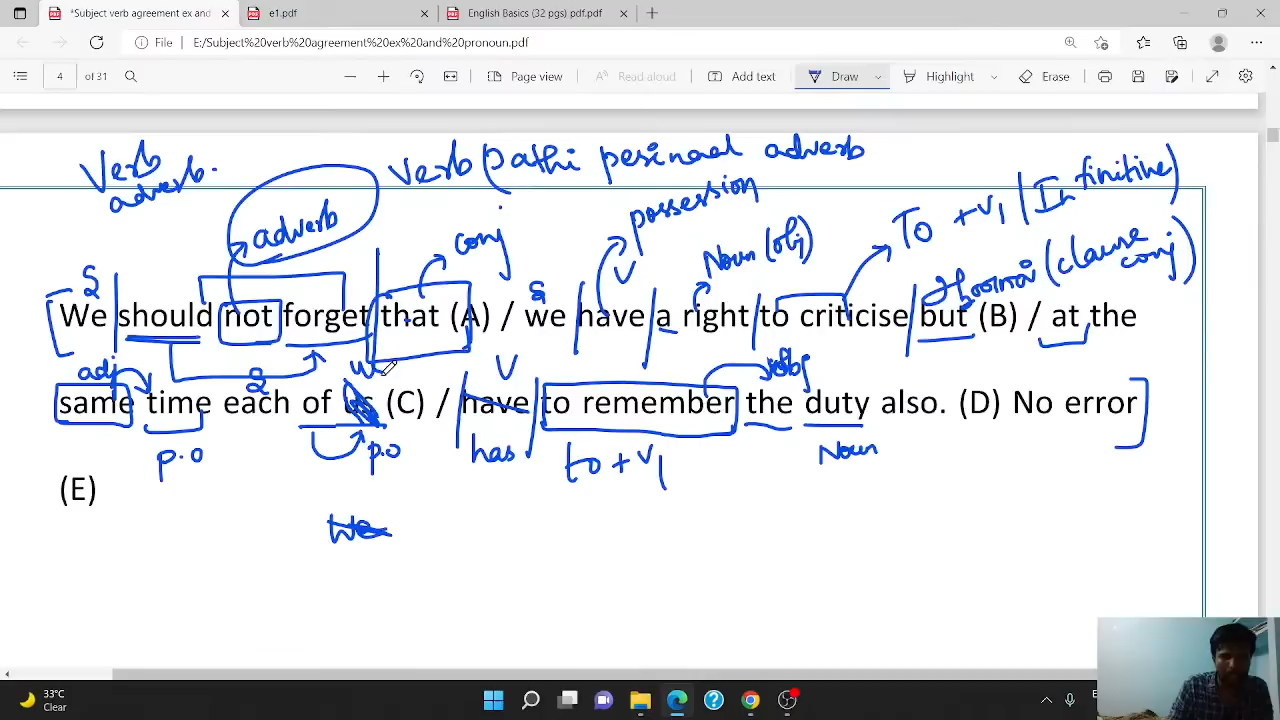 *Subject verb agreement ex and
e1.pdf
English Basics (32 pgs) pdf.pdf
File
E:/Subject%20verb%20agreement%20ex%20and%20pronoun.pdf
4 of 31
Page view
Read aloud
Add text
Draw
Highlight
Erase
Verb
adverb.
Verb pathi pesinaal adverb
adverb
conj
possession
V
Noun (obj)
To +V1 / Infinitive)
(clause
conj)
S
S
We should not forget that (A) / we have a right to criticise but (B) / at the
adj
S
V
obj
same time each of us (C) / have to remember the duty also. (D) No error
P.O
P.O
has
to + V1
Noun
(E)
We
33°C
Clear